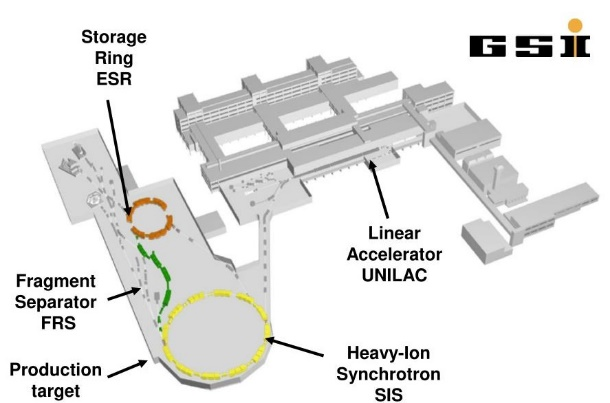 Storage
Ring
ESR
GSI
Linear
Accelerator
UNILAC
Fragment
Separator
FRS
Production
target
Heavy-Ion
Synchrotron
SIS